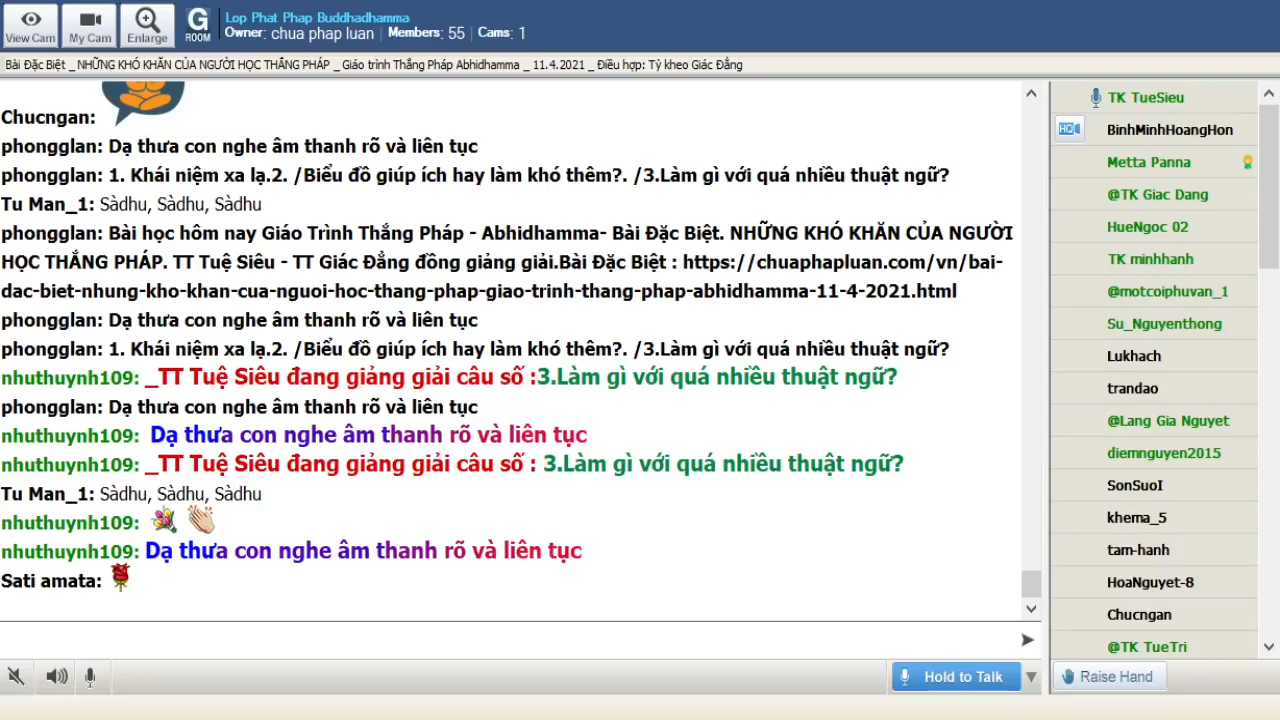 View Cam
My Cam
Enlarge
G
ROOM
Lop Phat Phap Buddhadhamma
Owner: chua phap luan | Members: 55 | Cams: 1
Bài Đặc Biệt _ NHỮNG KHÓ KHĂN CỦA NGƯỜI HỌC THẮNG PHÁP _ Giáo trình Thắng Pháp Abhidhamma _ 11.4.2021 _ Điều hợp: Tỳ kheo Giác Đẳng
Chucngan:
phongglan: Dạ thưa con nghe âm thanh rõ và liên tục
phongglan: 1. Khái niệm xa lạ.2. /Biểu đồ giúp ích hay làm khó thêm?. /3.Làm gì với quá nhiều thuật ngữ?
Tu Man_1: Sàdhu, Sàdhu, Sàdhu
phongglan: Bài học hôm nay Giáo Trình Thắng Pháp - Abhidhamma- Bài Đặc Biệt. NHỮNG KHÓ KHĂN CỦA NGƯỜI
HỌC THẮNG PHÁP. TT Tuệ Siêu - TT Giác Đẳng đồng giảng giải.Bài Đặc Biệt : https://chuaphapluan.com/vn/bai-
dac-biet-nhung-kho-khan-cua-nguoi-hoc-thang-phap-giao-trinh-thang-phap-abhidhamma-11-4-2021.html
phongglan: Dạ thưa con nghe âm thanh rõ và liên tục
phongglan: 1. Khái niệm xa lạ.2. /Biểu đồ giúp ích hay làm khó thêm?. /3.Làm gì với quá nhiều thuật ngữ?
nhuthuynh109: _TT Tuệ Siêu đang giảng giải câu số :3.Làm gì với quá nhiều thuật ngữ?
phongglan: Dạ thưa con nghe âm thanh rõ và liên tục
nhuthuynh109: Dạ thưa con nghe âm thanh rõ và liên tục
nhuthuynh109: _TT Tuệ Siêu đang giảng giải câu số : 3.Làm gì với quá nhiều thuật ngữ?
Tu Man_1: Sàdhu, Sàdhu, Sàdhu
nhuthuynh109:
nhuthuynh109: Dạ thưa con nghe âm thanh rõ và liên tục
Sati amata:
TK TueSieu
HQ
BinhMinhHoangHon
Metta Panna
@TK Giac Dang
HueNgoc 02
TK minhhanh
@motcoiphuvan_1
Su_Nguyenthong
Lukhach
trandao
@Lang Gia Nguyet
diemnguyen2015
SonSuoI
khema_5
tam-hanh
HoaNguyet-8
Chucngan
@TK TueTri
Hold to Talk
Raise Hand